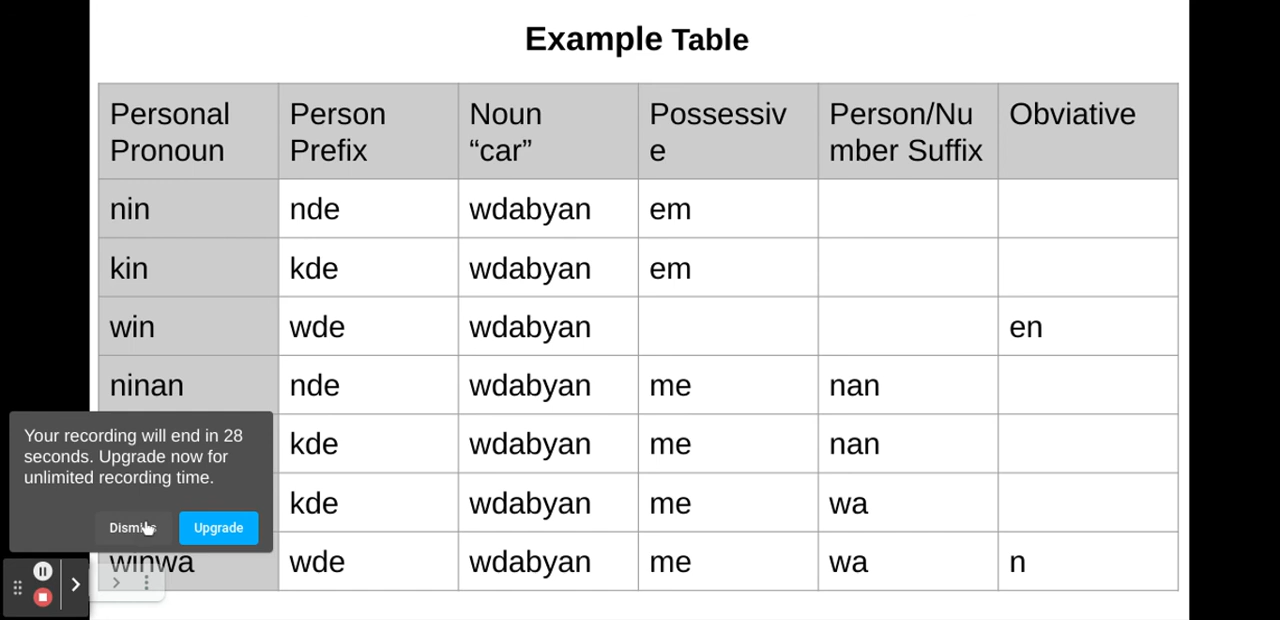 Example Table
Personal Pronoun Person Prefix Noun “car” Possessive Person/Number Suffix Obviative
nin nde wdabyan em
kin kde wdabyan em
win wde wdabyan en
ninan nde wdabyan me nan
kde wdabyan me nan
kde wdabyan me wa
winwa wde wdabyan me wa n
Your recording will end in 28
seconds. Upgrade now for
unlimited recording time.
Dismiss Upgrade